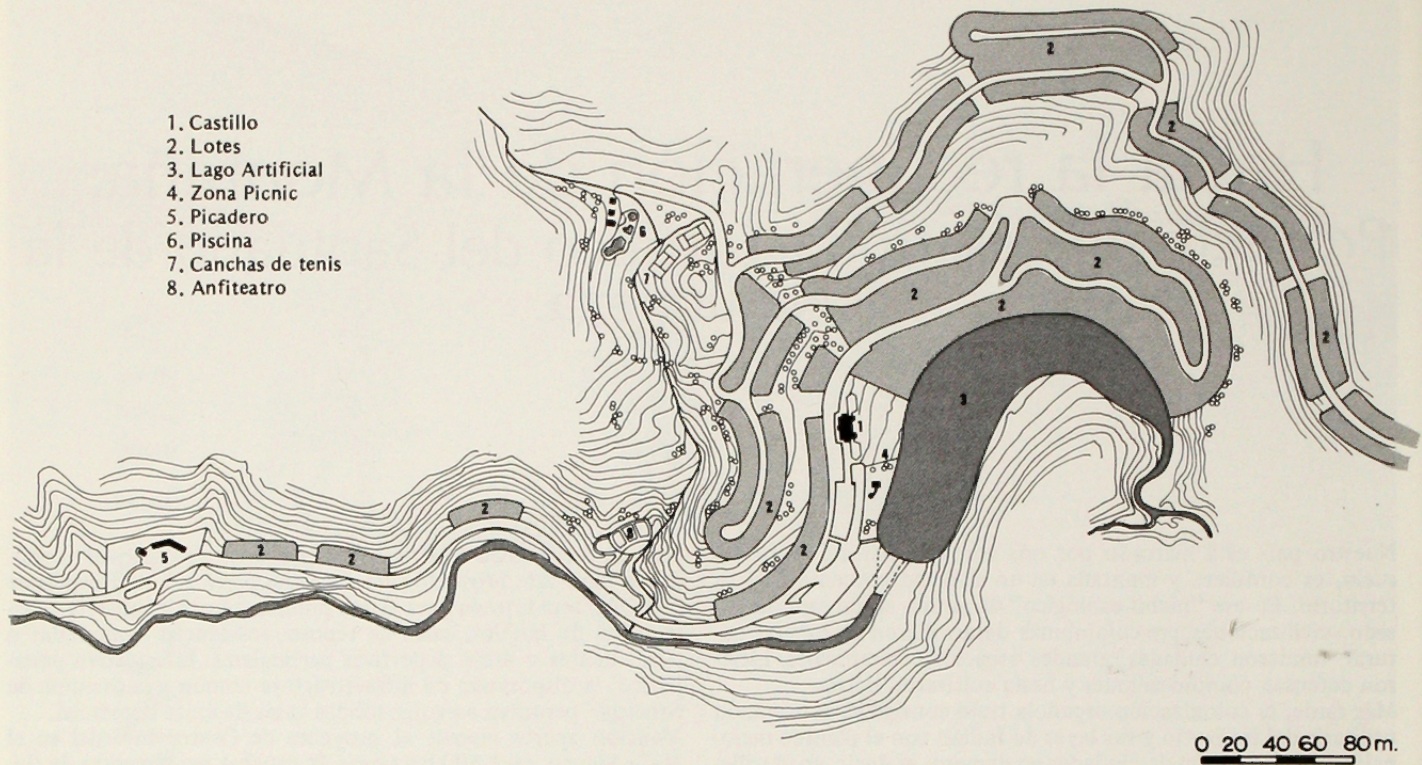 1. Castillo
2. Lotes
3. Lago Artificial
4. Zona Picnic
5. Picadero
6. Piscina
7. Canchas de tenis
8. Anfiteatro
2
2
6
7
2
2
2
2
3
1
4
2
2
8
2
5
2
2
0 20 40 60 80 m.